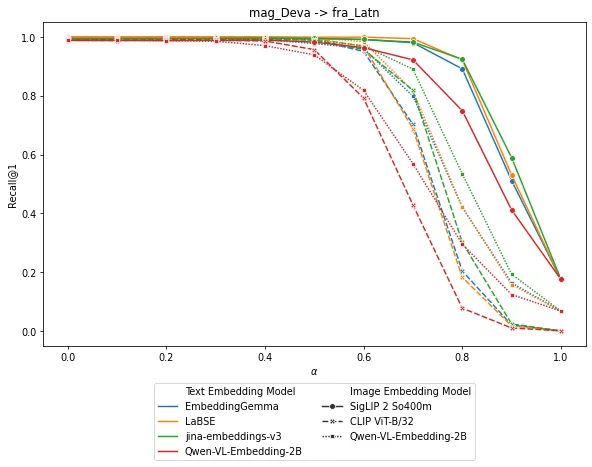 mag_Deva -> fra_Latn
Recall@1
1.0
0.8
0.6
0.4
0.2
0.0
0.0 0.2 0.4 0.6 0.8 1.0
α
Text Embedding Model Image Embedding Model
EmbeddingGemma SigLIP 2 So400m
LaBSE CLIP ViT-B/32
jina-embeddings-v3 Qwen-VL-Embedding-2B
Qwen-VL-Embedding-2B